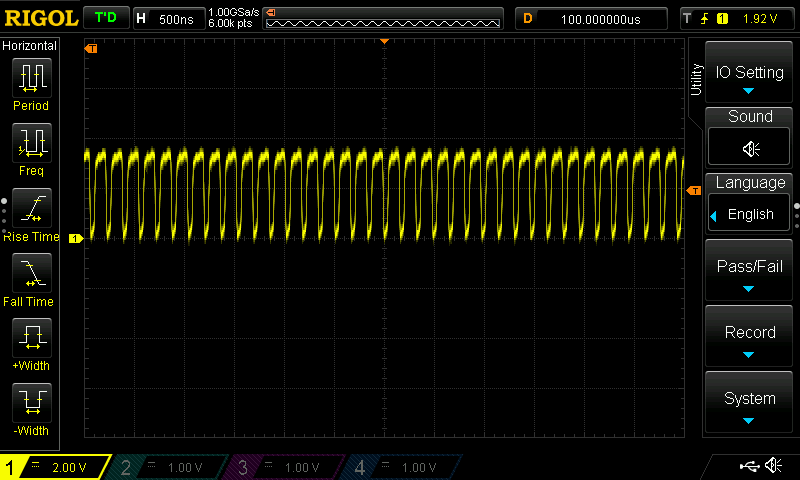 RIGOL T'D H 500ns 1.00GSa/s 6.00k pts D 100.000000us T 1 1.92 V
Horizontal
Period
Freq
Rise Time
Fall Time
+Width
-Width
T
T
1
Utility
IO Setting
Sound
Language
English
Pass/Fail
Record
System
1 2.00 V 2 1.00 V 3 1.00 V 4 1.00 V